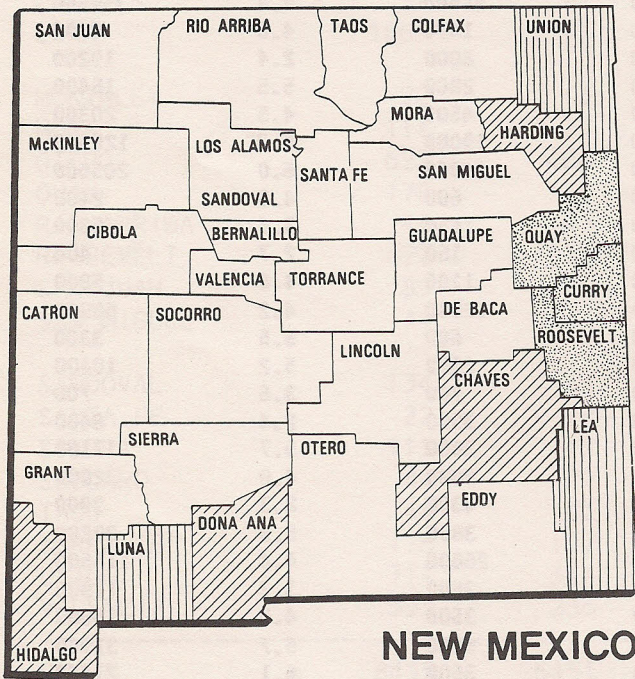 SAN JUAN
RIO ARRIBA
TAOS
COLFAX
UNION
MORA
HARDING
McKINLEY
LOS ALAMOS
SANTA FE
SAN MIGUEL
SANDOVAL
CIBOLA
BERNALILLO
GUADALUPE
QUAY
VALENCIA
TORRANCE
CURRY
CATRON
SOCORRO
DE BACA
ROOSEVELT
LINCOLN
CHAVES
SIERRA
OTERO
LEA
GRANT
EDDY
DONA ANA
LUNA
HIDALGO
NEW MEXICO